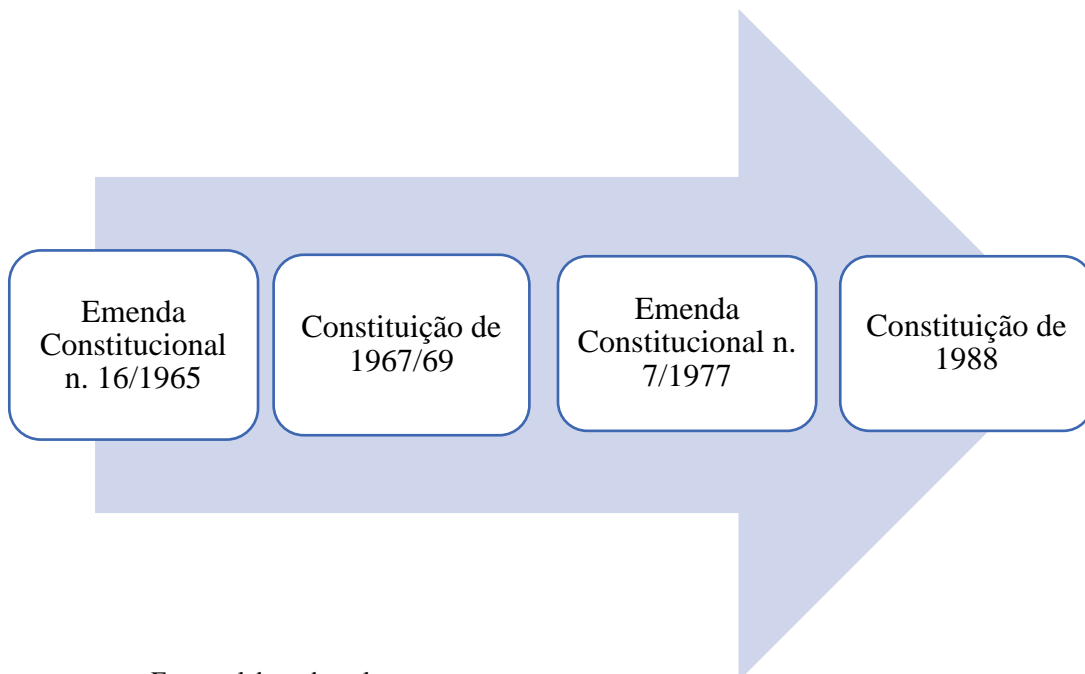 Emenda
Constitucional
n. 16/1965
Constituição de
1967/69
Emenda
Constitucional n.
7/1977
Constituição de
1988